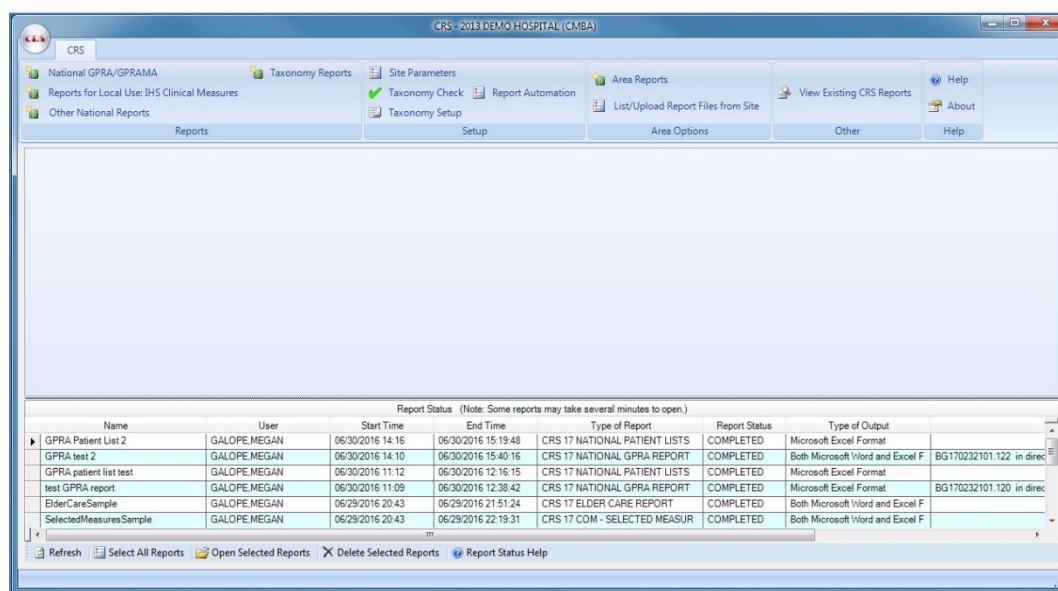 CRS - 2013 DEMO HOSPITAL (CMBA)
CRS
CRS
National GPRA/GPRAMA Taxonomy Reports Site Parameters Area Reports Help
Reports for Local Use: IHS Clinical Measures Taxonomy Check Report Automation View Existing CRS Reports
Other National Reports Taxonomy Setup List/Upload Report Files from Site About
Reports Setup Area Options Other Help
Report Status (Note: Some reports may take several minutes to open.)
Name User Start Time End Time Type of Report Report Status Type of Output
GPRA Patient List 2 GALOPE,MEGAN 06/30/2016 14:16 06/30/2016 15:19:48 CRS 17 NATIONAL PATIENT LISTS COMPLETED Microsoft Excel Format
GPRA test 2 GALOPE,MEGAN 06/30/2016 14:10 06/30/2016 15:40:16 CRS 17 NATIONAL GPRA REPORT COMPLETED Both Microsoft Word and Excel F BG170232101.122 in direc
GPRA patient list test GALOPE,MEGAN 06/30/2016 11:12 06/30/2016 12:16:15 CRS 17 NATIONAL PATIENT LISTS COMPLETED Microsoft Excel Format
test GPRA report GALOPE,MEGAN 06/30/2016 11:09 06/30/2016 12:38:42 CRS 17 NATIONAL GPRA REPORT COMPLETED Microsoft Excel Format BG170232101.120 in direc
ElderCareSample GALOPE,MEGAN 06/29/2016 20:43 06/29/2016 21:51:24 CRS 17 ELDER CARE REPORT COMPLETED Both Microsoft Word and Excel F
SelectedMeasuresSample GALOPE,MEGAN 06/29/2016 20:43 06/29/2016 22:19:31 CRS 17 COM - SELECTED MEASUR COMPLETED Both Microsoft Word and Excel F
Refresh Select All Reports Open Selected Reports Delete Selected Reports Report Status Help